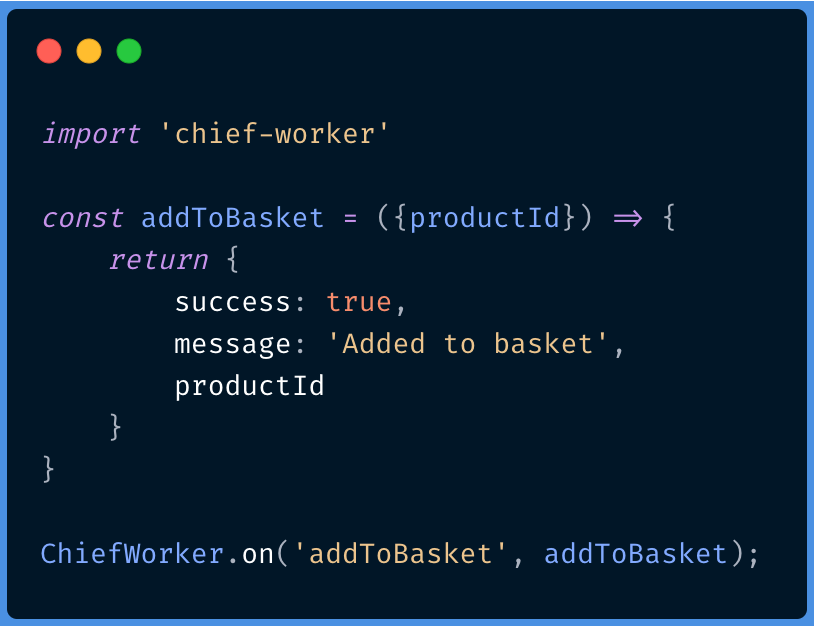 import 'chief-worker'
const addToBasket = ({productId}) => {
    return {
        success: true,
        message: 'Added to basket',
        productId
    }
}
ChiefWorker.on('addToBasket', addToBasket);